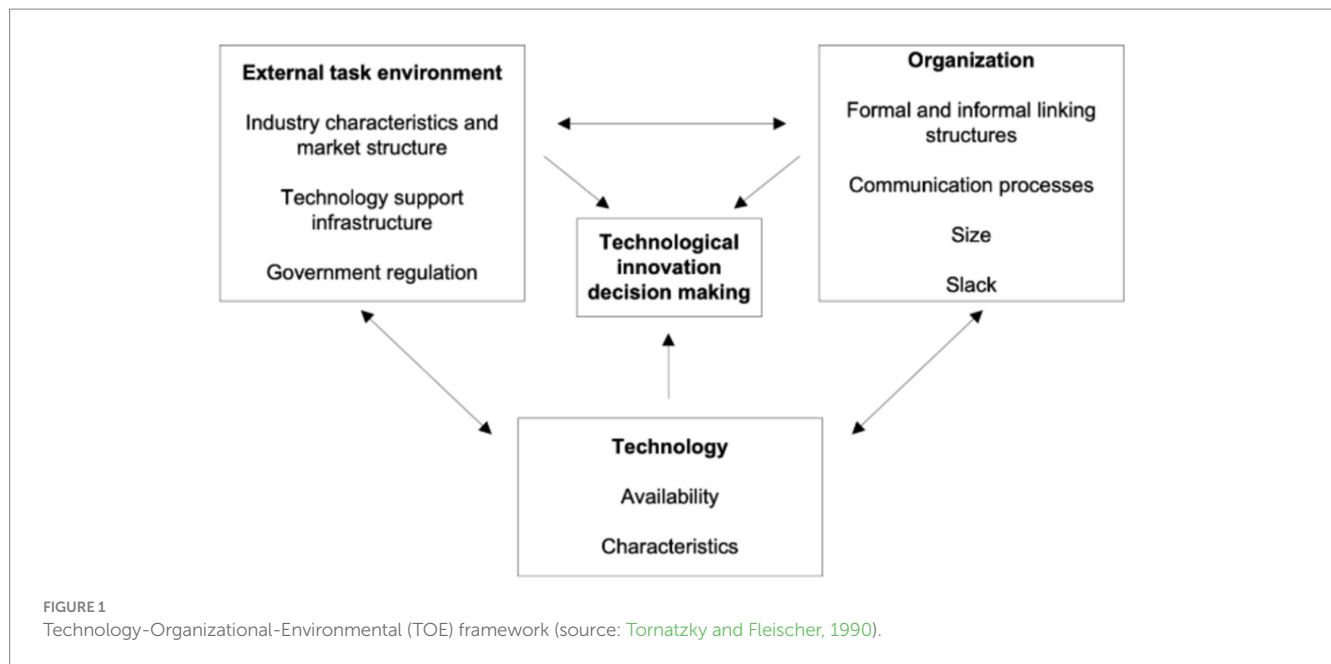 External task environment
Industry characteristics and
market structure
Technology support
infrastructure
Government regulation
Organization
Formal and informal linking
structures
Communication processes
Size
Slack
Technological
innovation
decision making
Technology
Availability
Characteristics
FIGURE 1
Technology-Organizational-Environmental (TOE) framework (source: Tornatzky and Fleischer, 1990).